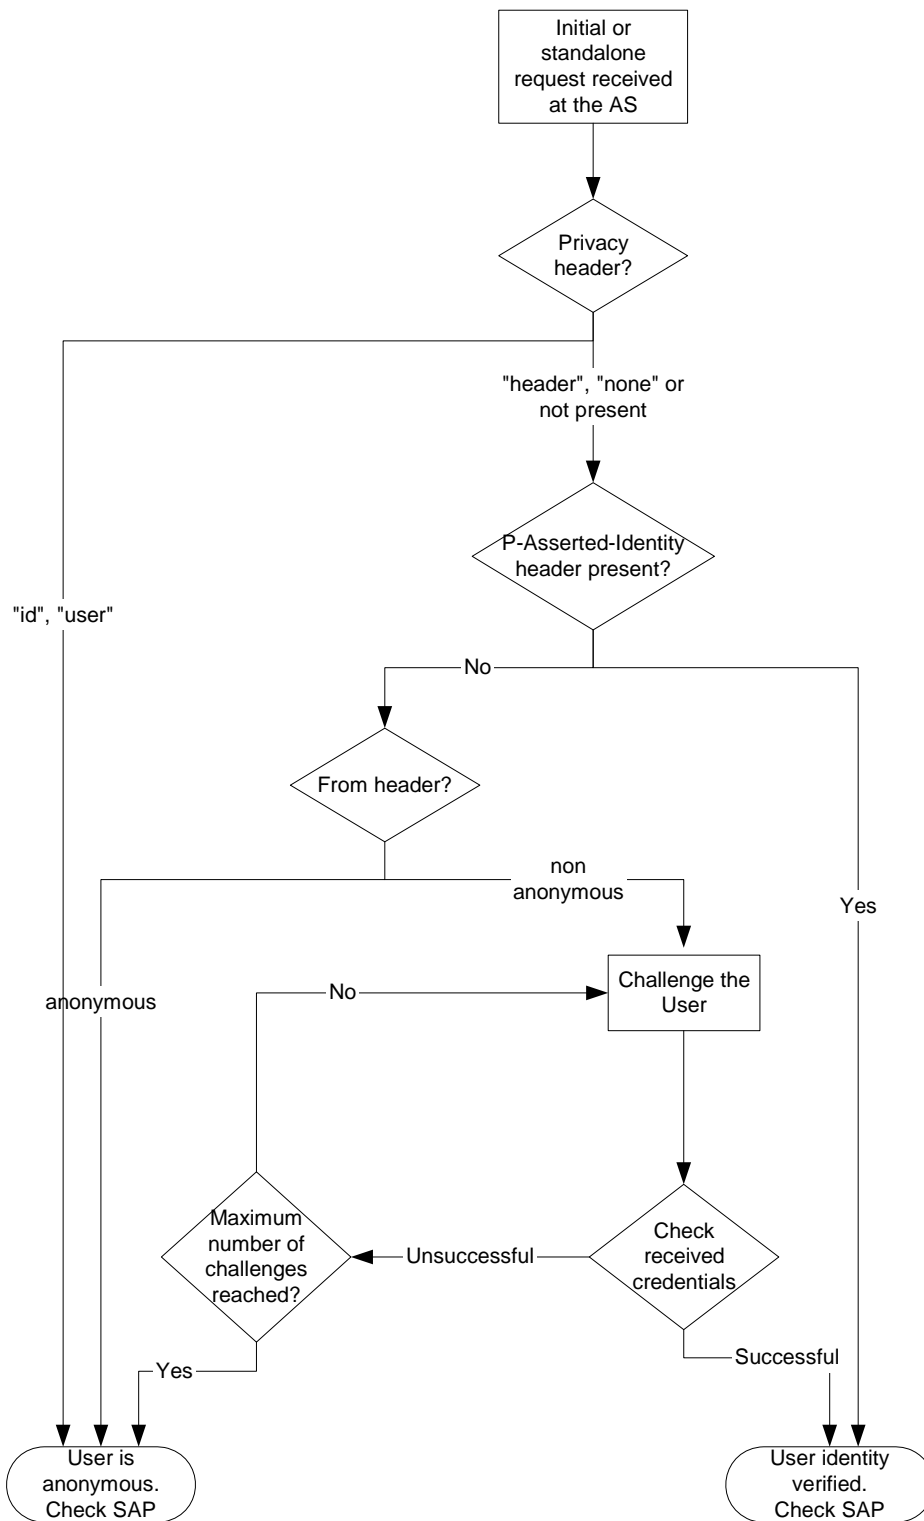 Initial or
standalone
request received
at the AS
Privacy
header?
"header", "none" or
not present
P-Asserted-Identity
header present?
"id", "user"
No
From header?
non
anonymous
Yes
anonymous
No
Challenge the
User
Maximum
number of
challenges
reached?
Unsuccessful
Check
received
credentials
Yes
Successful
User is
anonymous.
Check SAP
User identity
verified.
Check SAP